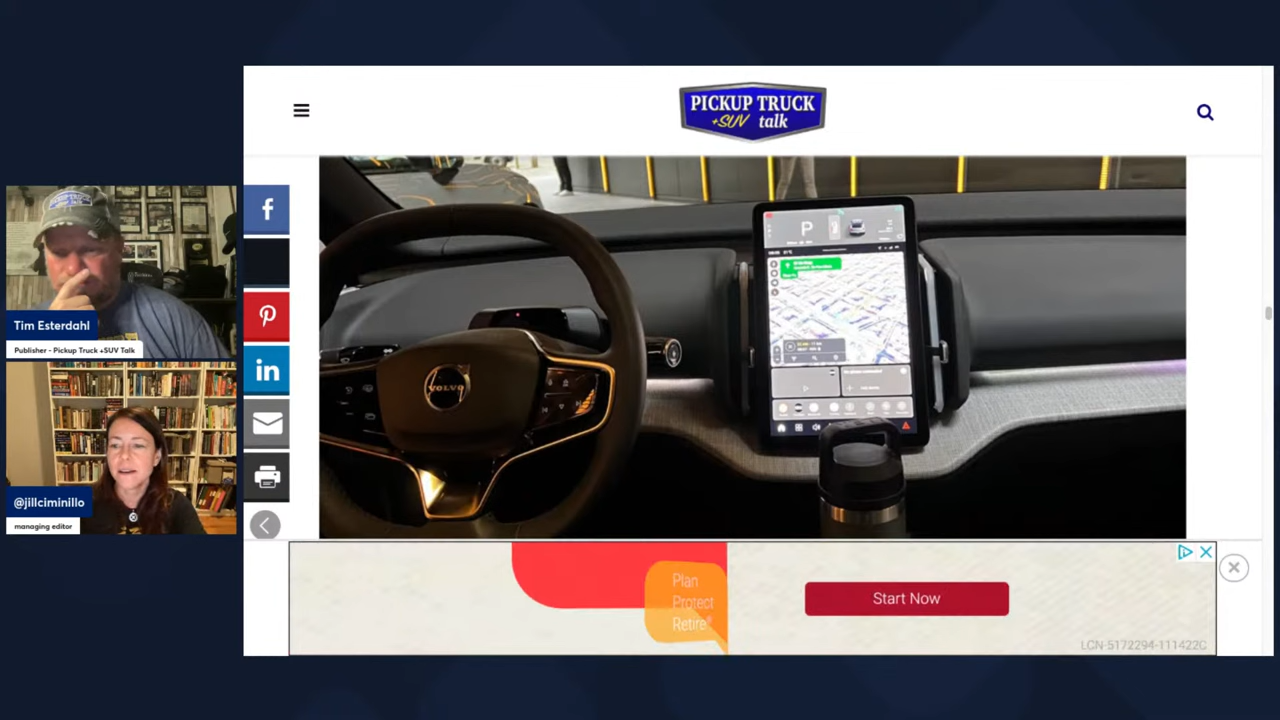 PICKUP TRUCK
+SUV talk
Tim Esterdahl
Publisher - Pickup Truck +SUV Talk
@jillciminillo
managing editor
f
in
P
VOLVO
Plan
Protect
Retire®
Start Now
LCN-5172294-111422C